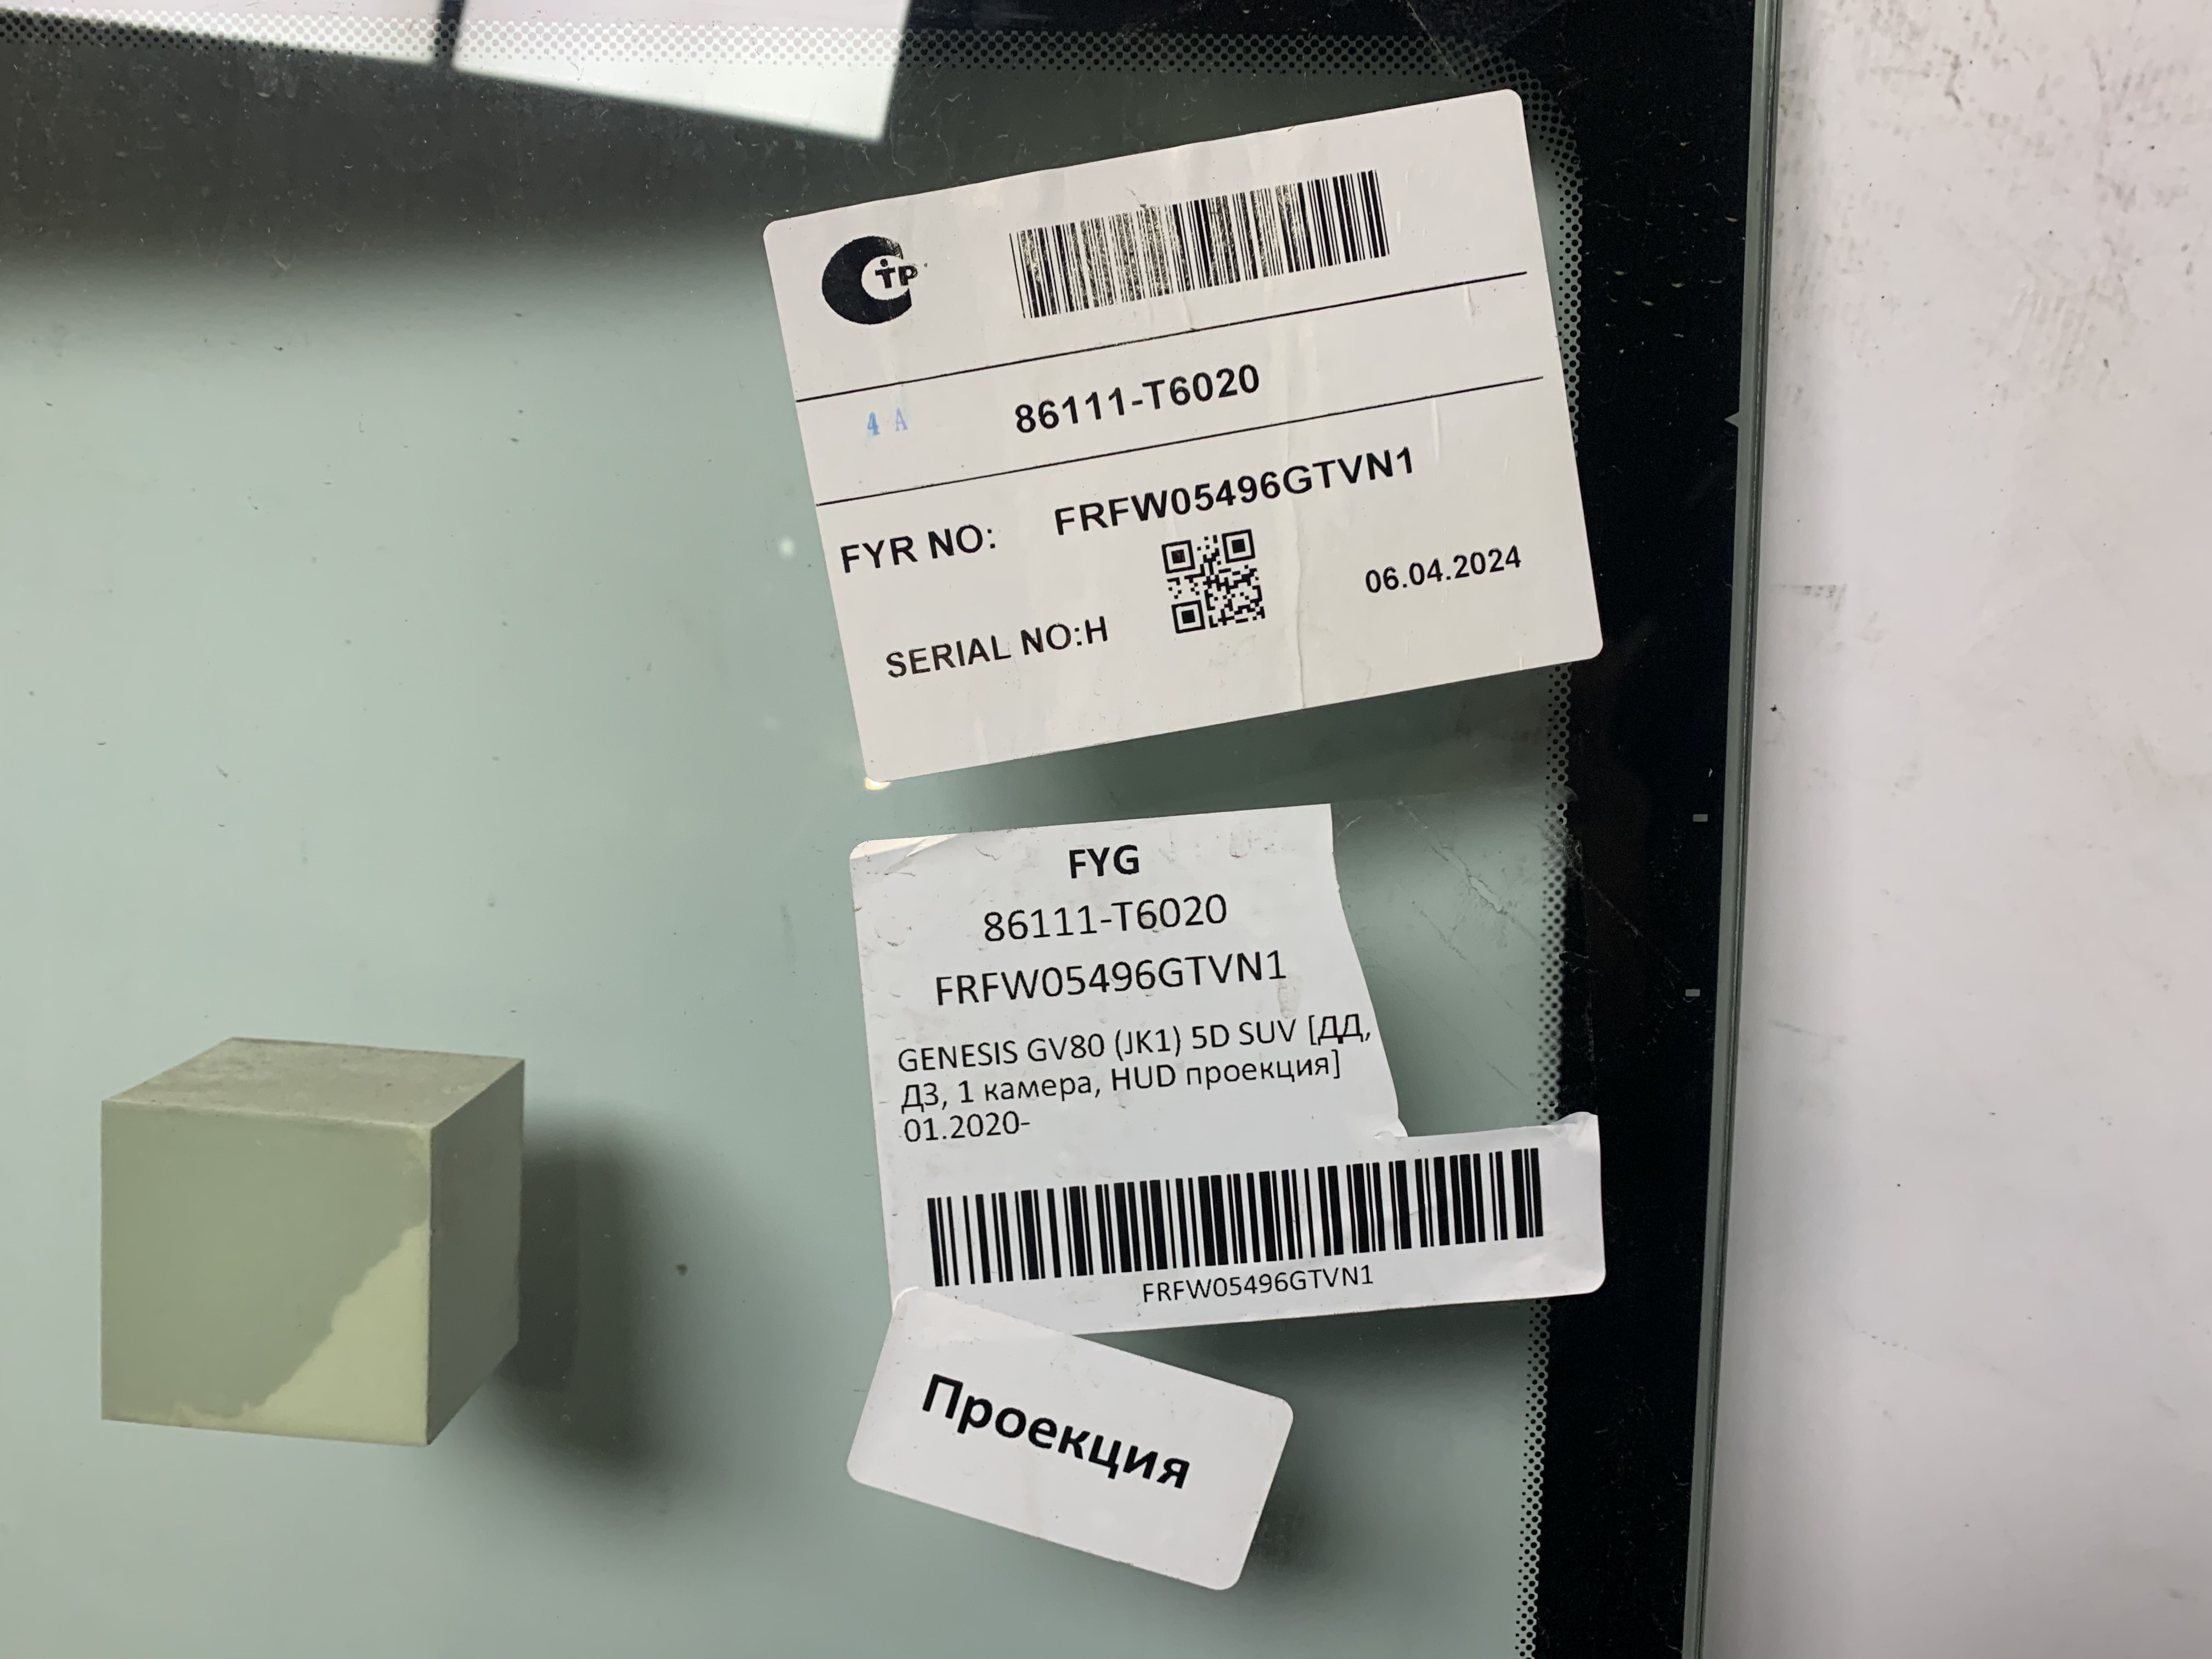 тР
86111-T6020
4 A
FYR NO: FRFW05496GTVN1
06.04.2024
SERIAL NO:H
FYG
86111-T6020
FRFW05496GTVN1
GENESIS GV80 (JK1) 5D SUV [ДД,
ДЗ, 1 камера, HUD проекция]
01.2020-
FRFW05496GTVN1
Проекция